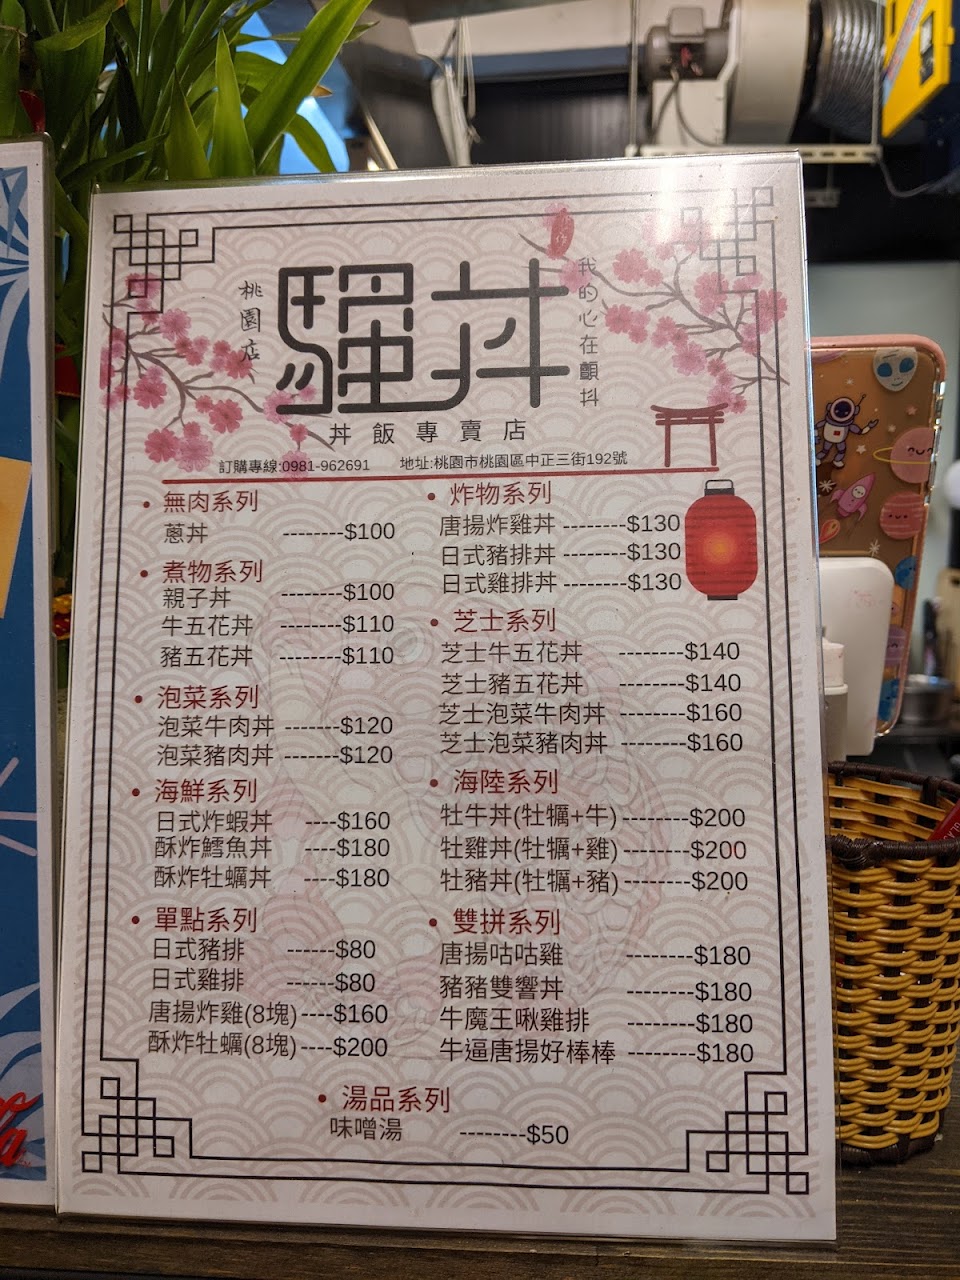 桃園店
騷丼
我的心在顫抖
丼飯專賣店
訂購專線:0981-962691 地址:桃園市桃園區中正三街192號
• 無肉系列
蔥丼 --------$100
• 煮物系列
親子丼 --------$100
牛五花丼 --------$110
豬五花丼 --------$110
• 泡菜系列
泡菜牛肉丼 -------$120
泡菜豬肉丼 -------$120
• 海鮮系列
日式炸蝦丼 ----$160
酥炸鱈魚丼 ----$180
酥炸牡蠣丼 ----$180
• 單點系列
日式豬排 -------$80
日式雞排 -------$80
唐揚炸雞(8塊)----$160
酥炸牡蠣(8塊)----$200
• 炸物系列
唐揚炸雞丼 --------$130
日式豬排丼 --------$130
日式雞排丼 --------$130
• 芝士系列
芝士牛五花丼 --------$140
芝士豬五花丼 --------$140
芝士泡菜牛肉丼 --------$160
芝士泡菜豬肉丼 --------$160
• 海陸系列
牡牛丼(牡犡+牛)--------$200
牡雞丼(牡犡+雞)--------$200
牡豬丼(牡犡+豬)--------$200
• 雙拼系列
唐揚咕咕雞 --------$180
豬豬雙響丼 --------$180
牛魔王啾雞排 --------$180
牛逼唐揚好棒棒 --------$180
• 湯品系列
味噌湯 --------$50